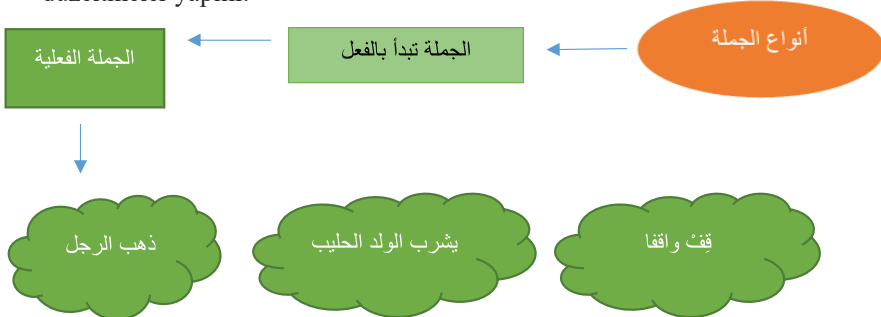 أنواع الجملة
الجملة تبدأ بالفعل
الجملة الفعلية
قِفْ واقفا
يشرب الولد الحليب
ذهب الرجل